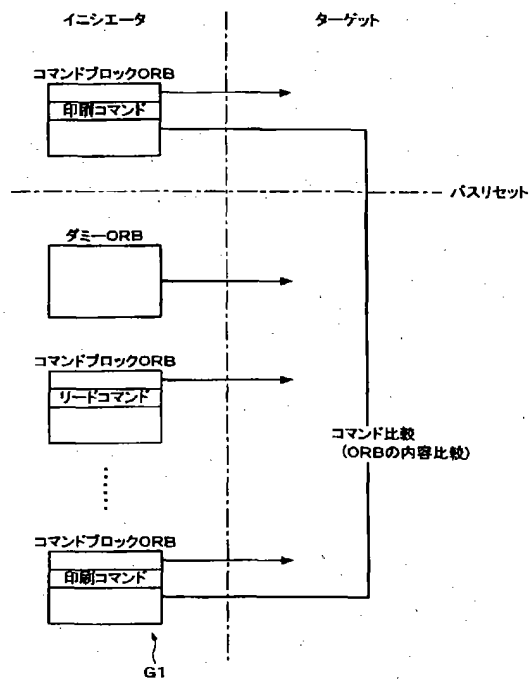 イニシエータ
ターゲット
コマンドブロックORB
印刷コマンド
バスリセット
ダミーORB
コマンドブロックORB
リードコマンド
コマンド比較
(ORBの内容比較)
コマンドブロックORB
印刷コマンド
G1